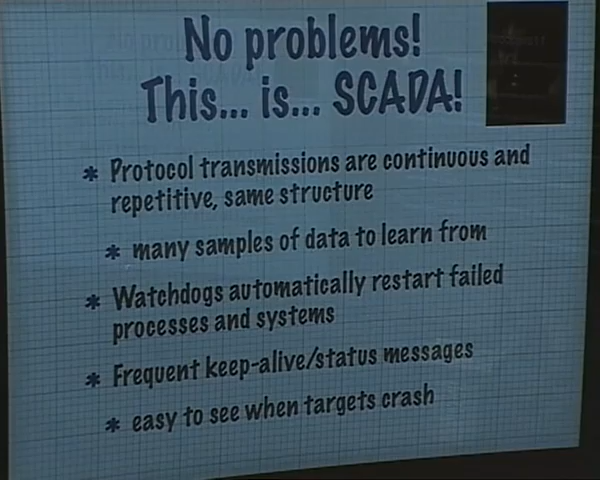 No problems!
This... is... SCADA!
* Protocol transmissions are continuous and
repetitive, same structure
* many samples of data to learn from
* Watchdogs automatically restart failed
processes and systems
* Frequent keep-alive/status messages
* easy to see when targets crash